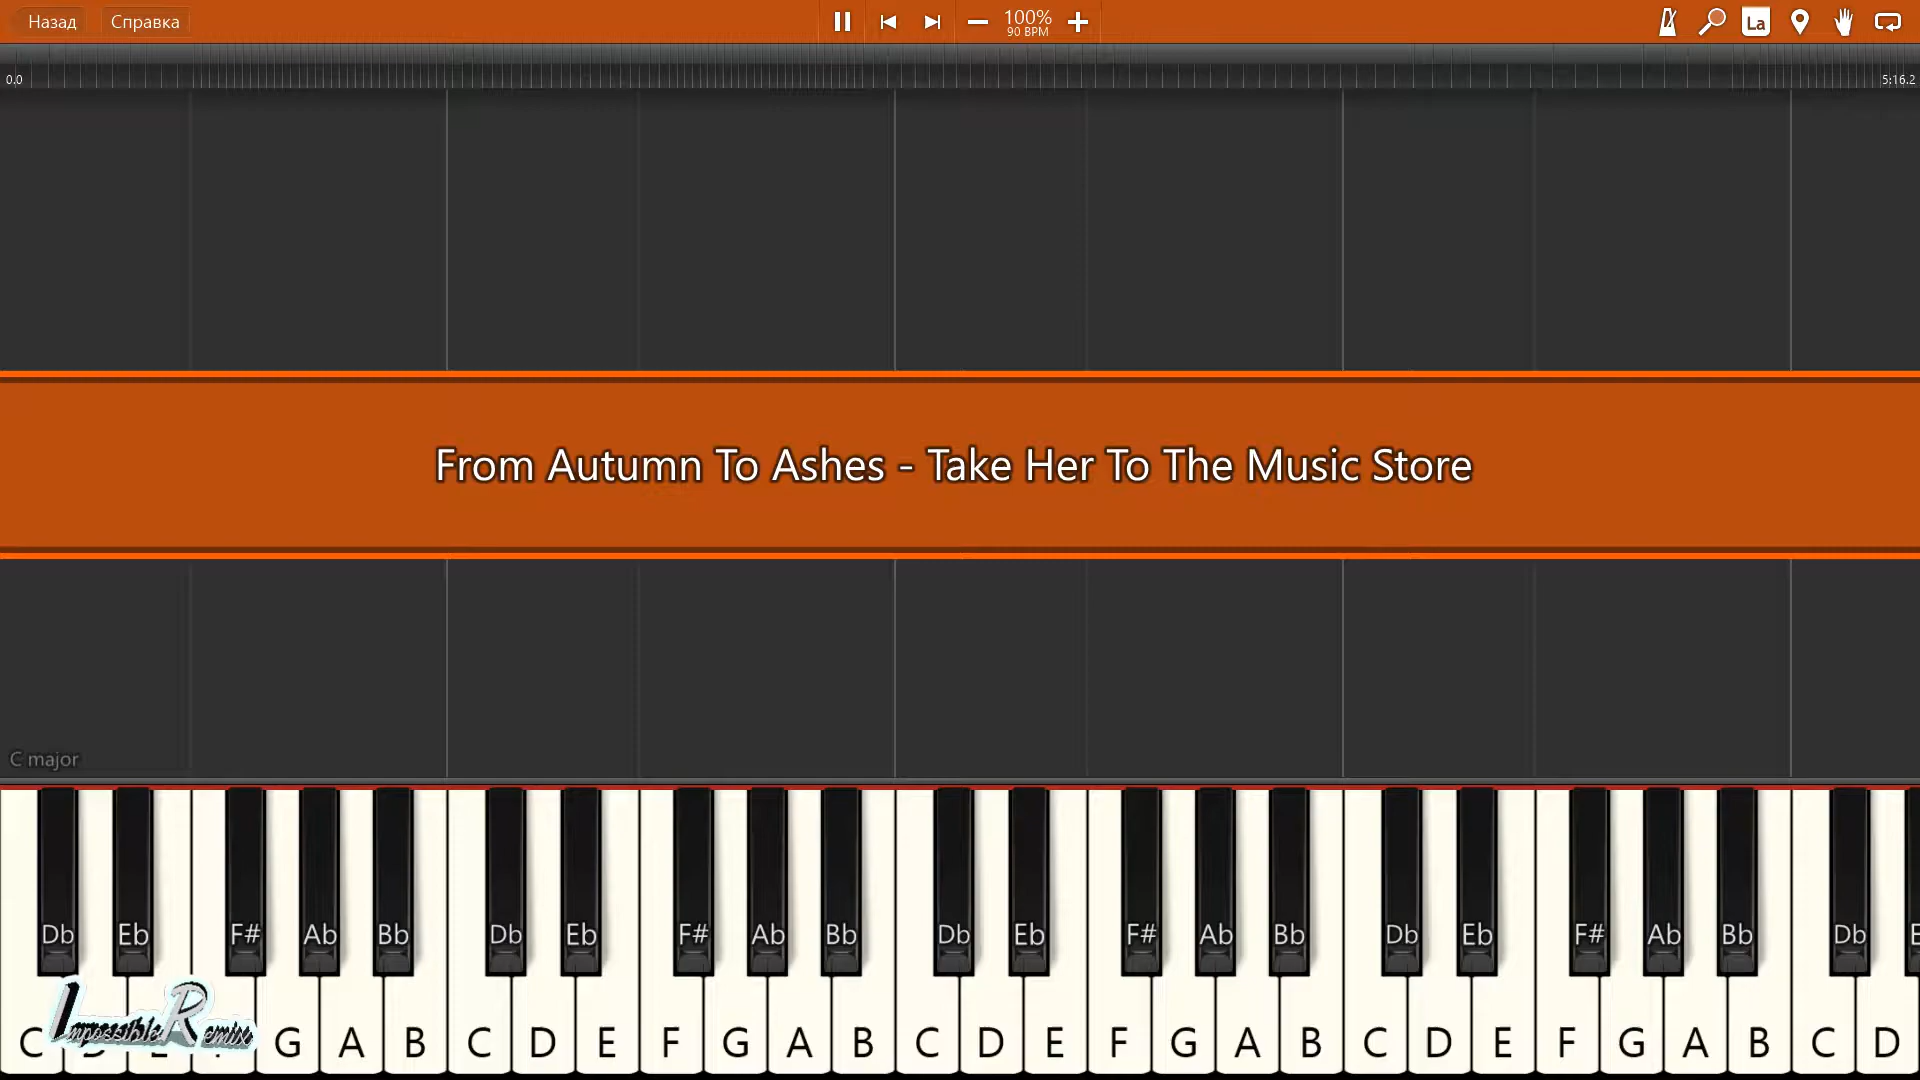 Назад Справка 100% La
90 BPM
0.0 5:16.2
From Autumn To Ashes - Take Her To The Music Store
C major
Db Eb F# Ab Bb Db Eb F# Ab Bb Db Eb F# Ab Bb Db Eb F# Ab Bb Db
Impossible Remix
C G A B C D E F G A B C D E F G A B C D E F G A B C D